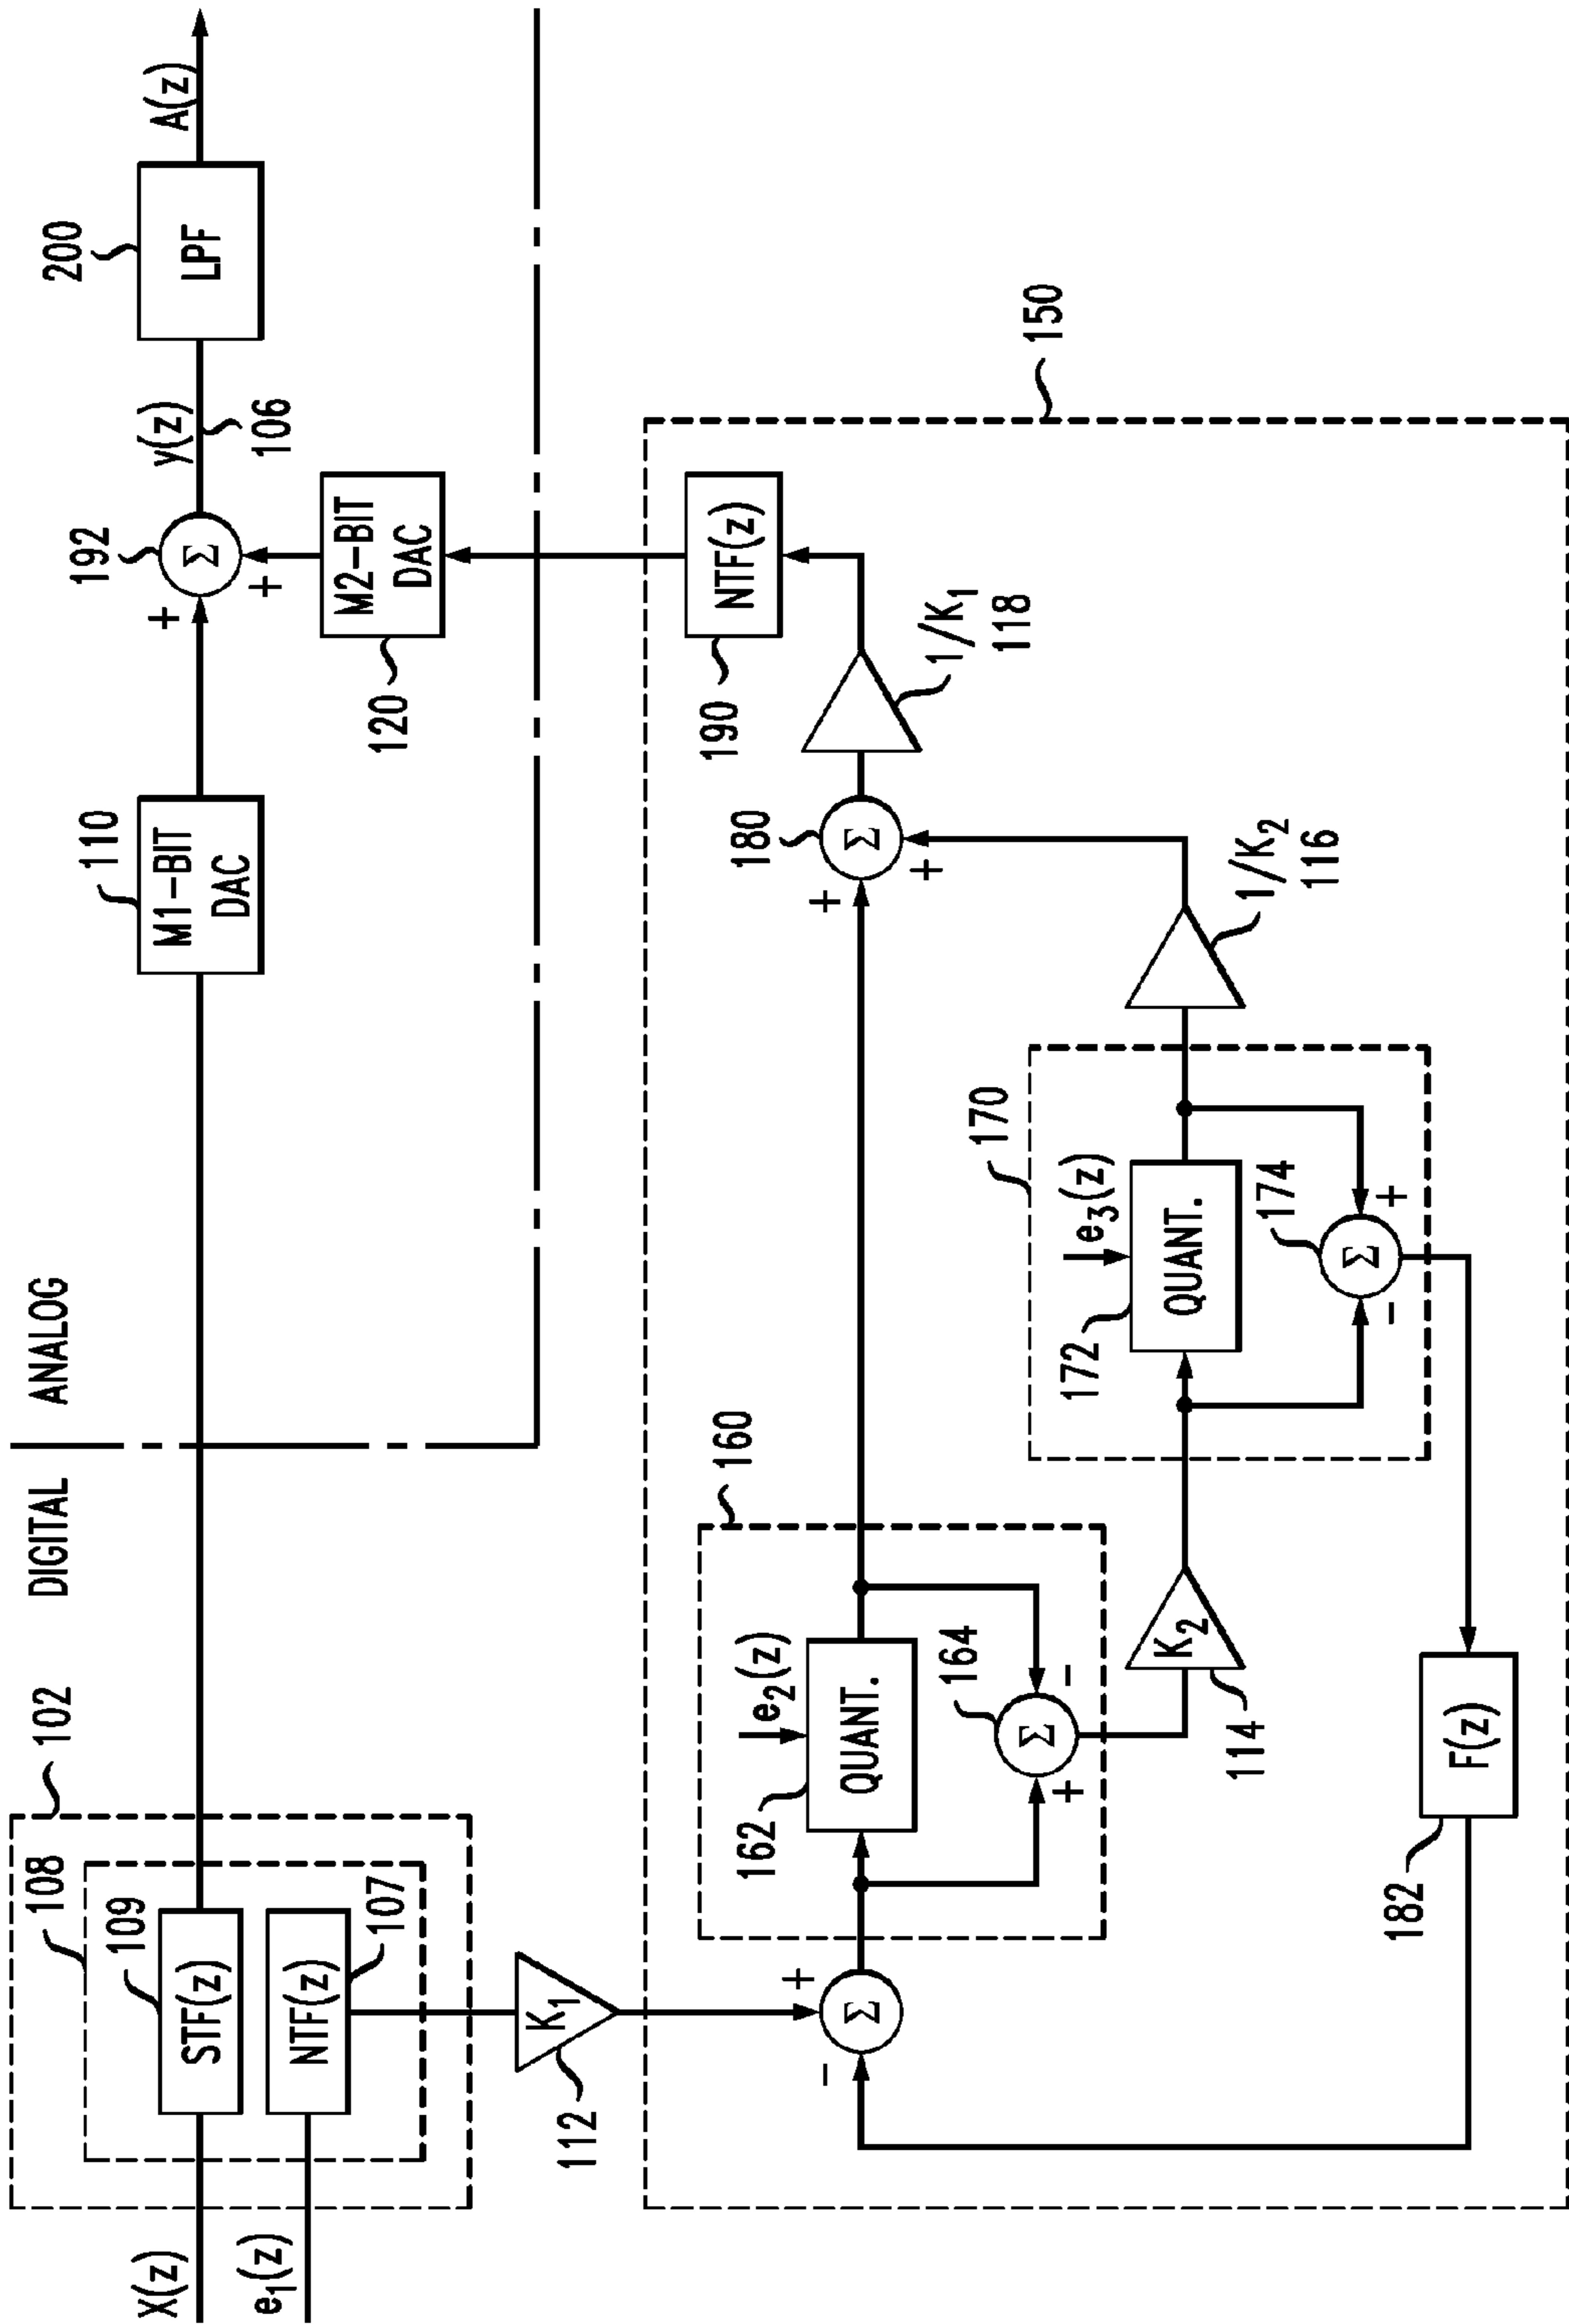 DIGITAL
ANALOG
102
108
109
STF(z)
NTF(z)
107
X(z)
e1(z)
110
M1-BIT
DAC
192
Σ
+
+
y(z)
106
200
LPF
A(z)
M2-BIT
DAC
120
K1
112
150
+
-
Σ
160
e2(z)
QUANT.
162
164
Σ
+
-
K2
114
170
e3(z)
QUANT.
172
174
Σ
-
+
1/K2
116
180
Σ
+
+
1/K1
118
NTF(z)
190
F(z)
182